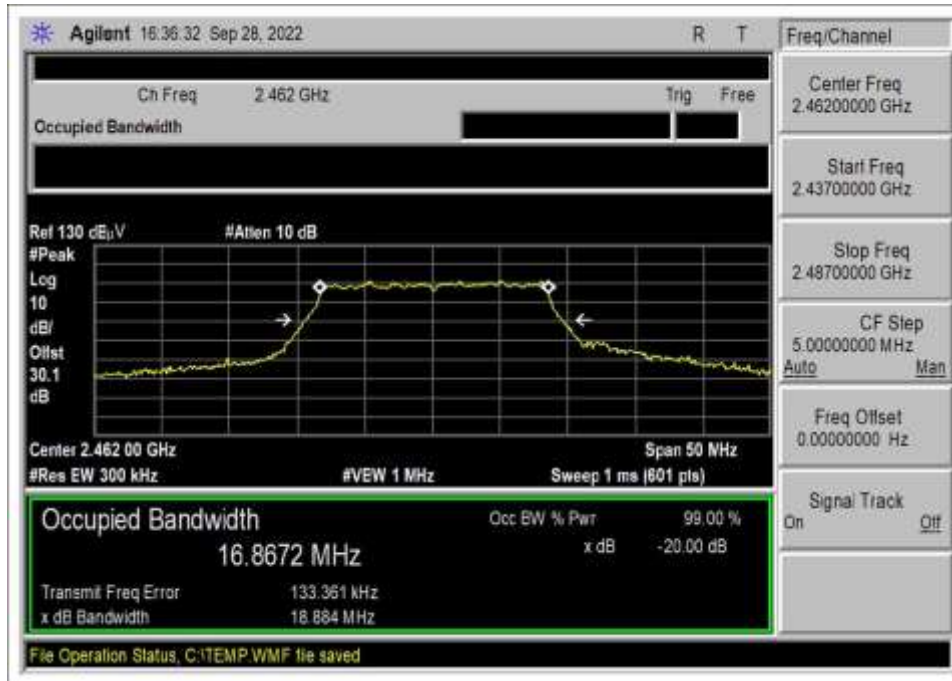 Agilent 16:36:32 Sep 28, 2022 R T
Ch Freq 2.462 GHz Trig Free
Occupied Bandwidth
Ref 130 dBµV #Atten 10 dB
#Peak
Log
10
dB/
Offst
30.1
dB
Center 2.462 00 GHz Span 50 MHz
#Res BW 300 kHz #VBW 1 MHz Sweep 1 ms (601 pts)
Occupied Bandwidth Occ BW % Pwr 99.00 %
16.8672 MHz x dB -20.00 dB
Transmit Freq Error 133.361 kHz
x dB Bandwidth 18.884 MHz
File Operation Status, C:\TEMP.WMF file saved
Freq/Channel
Center Freq
2.46200000 GHz
Start Freq
2.43700000 GHz
Stop Freq
2.48700000 GHz
CF Step
5.00000000 MHz
Auto Man
Freq Offset
0.00000000 Hz
Signal Track
On Off